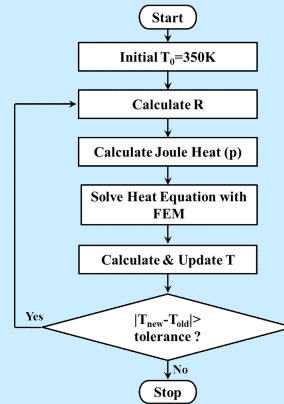 Start
Initial T₀=350K
Calculate R
Calculate Joule Heat (p)
Solve Heat Equation with
FEM
Calculate & Update T
Yes
|Tnew-Told|>
tolerance ?
No
Stop